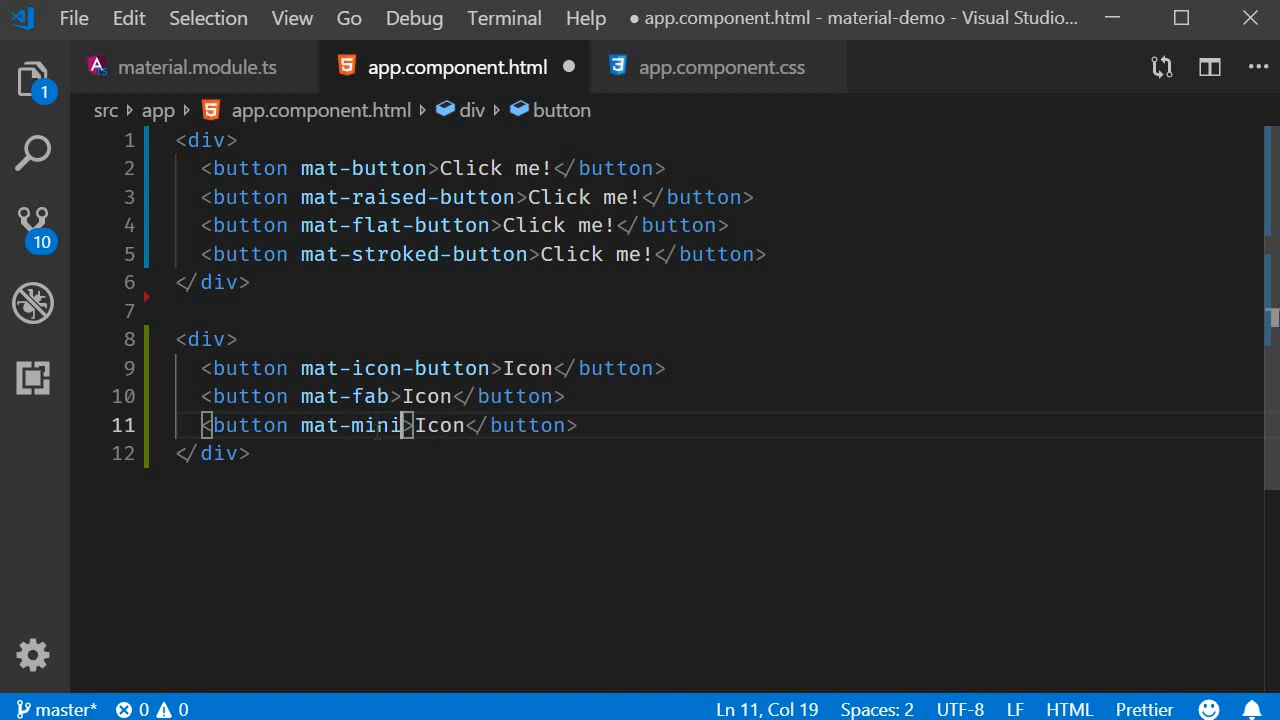 File Edit Selection View Go Debug Terminal Help ● app.component.html - material-demo - Visual Studio...
material.module.ts app.component.html ● app.component.css
src app app.component.html div button
1 <div>
2 <button mat-button>Click me!</button>
3 <button mat-raised-button>Click me!</button>
4 <button mat-flat-button>Click me!</button>
5 <button mat-stroked-button>Click me!</button>
6 </div>
7
8 <div>
9 <button mat-icon-button>Icon</button>
10 <button mat-fab>Icon</button>
11 <button mat-mini>Icon</button>
12 </div>
1
10
master* 0 0 Ln 11, Col 19 Spaces: 2 UTF-8 LF HTML Prettier